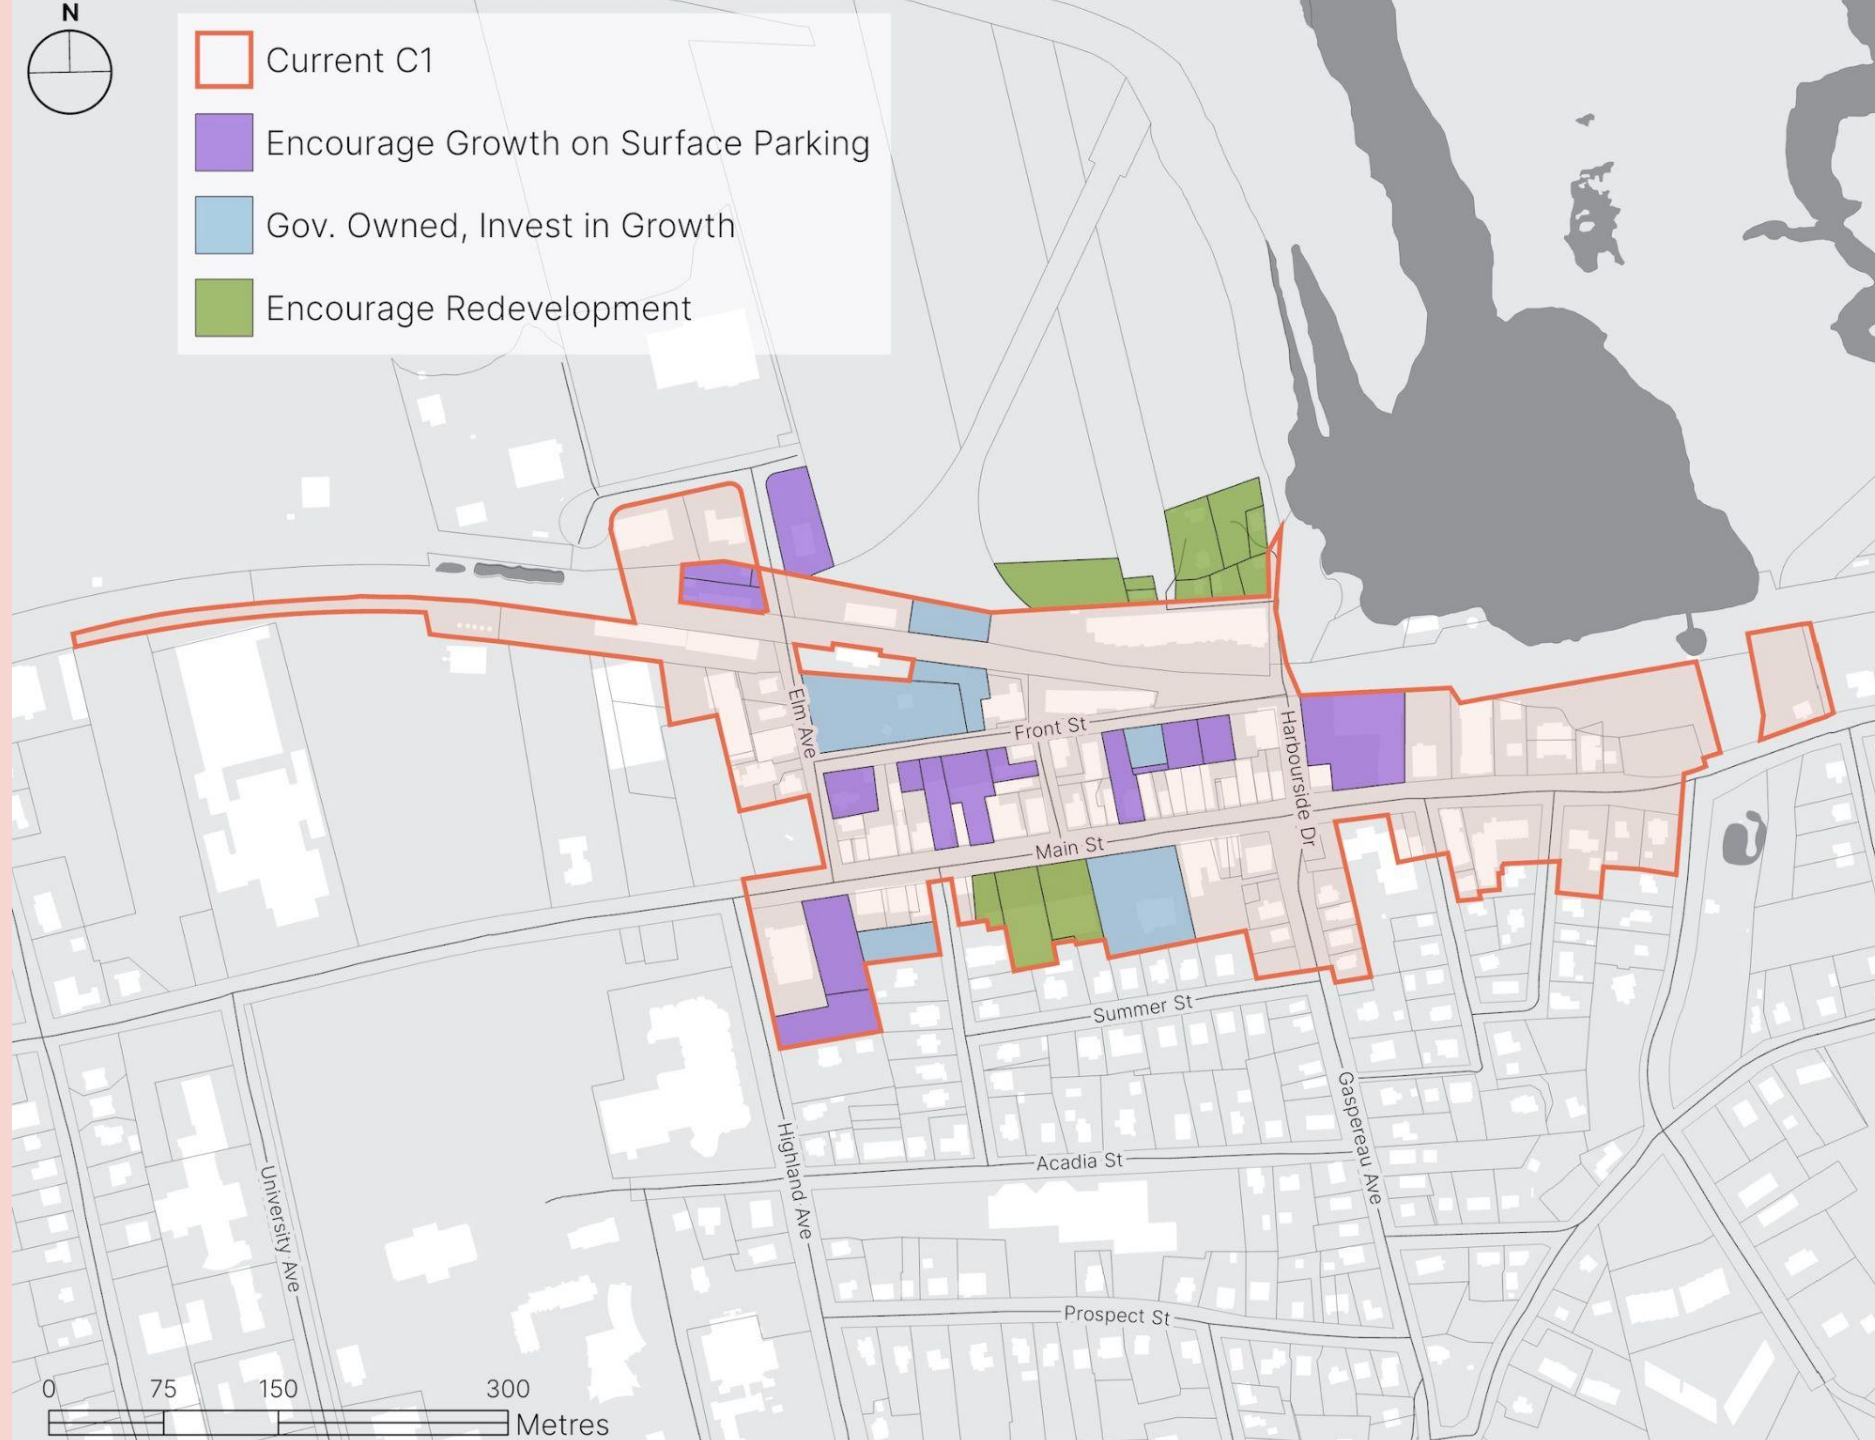 N
Current C1
Encourage Growth on Surface Parking
Gov. Owned, Invest in Growth
Encourage Redevelopment
Elm Ave
Front St
Harbourside Dr
Main St
Summer St
Gaspereau Ave
Highland Ave
Acadia St
University Ave
Prospect St
0 75 150 300
Metres